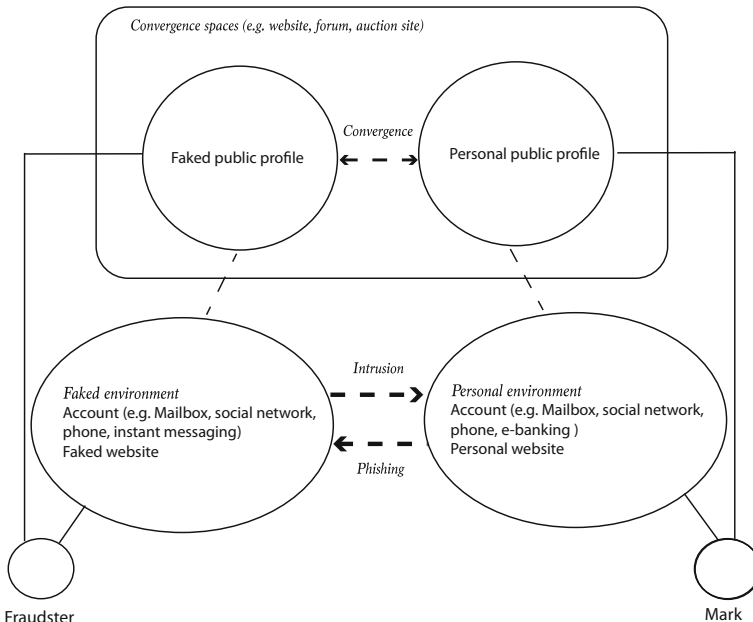 Convergence spaces (e.g. website, forum, auction site)
Convergence
Faked public profile
Personal public profile
Intrusion
Faked environment
Account (e.g. Mailbox, social network,
phone, instant messaging)
Faked website
Personal environment
Account (e.g. Mailbox, social network,
phone, e-banking )
Personal website
Phishing
Fraudster
Mark